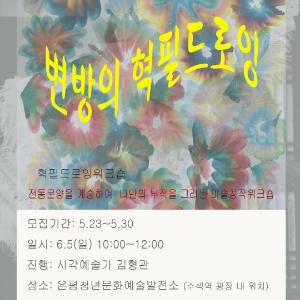 변방의 혁필드로잉
혁필드로잉워크숍
전통문양을 계승하여, 나만의 부작을 그리는 미술창작워크숍
모집기간: 5.23~5.30
일시: 6.5(일) 10:00~12:00
진행: 시각예술가 김형관
장소: 은평청년문화예술발전소 (수색역 광장 내 위치)